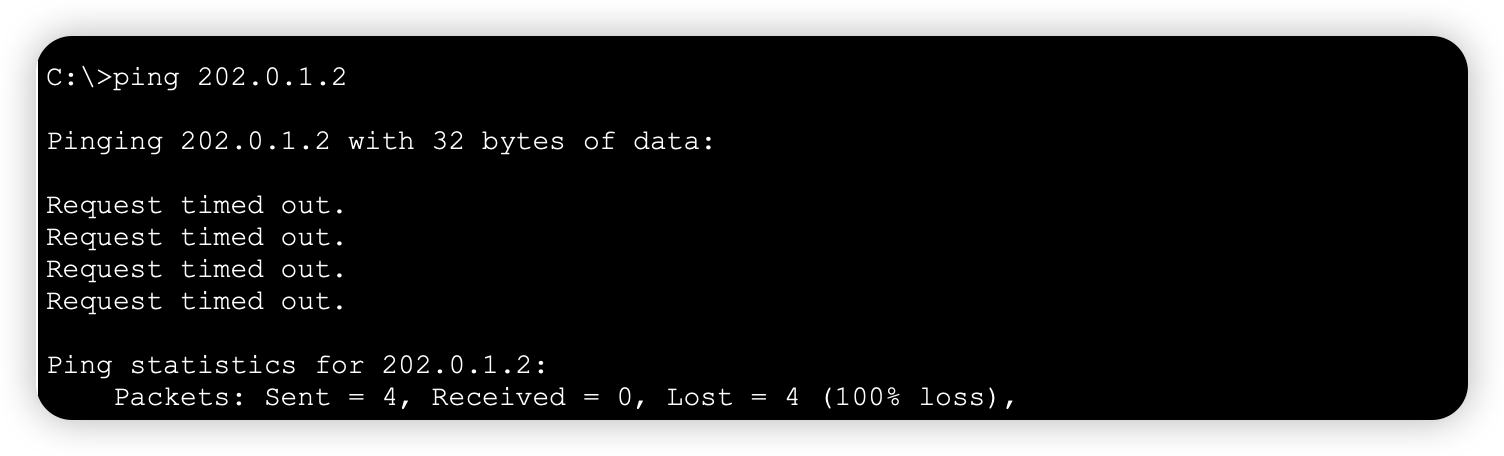 C:\>ping 202.0.1.2
Pinging 202.0.1.2 with 32 bytes of data:
Request timed out.
Request timed out.
Request timed out.
Request timed out.
Ping statistics for 202.0.1.2:
    Packets: Sent = 4, Received = 0, Lost = 4 (100% loss),